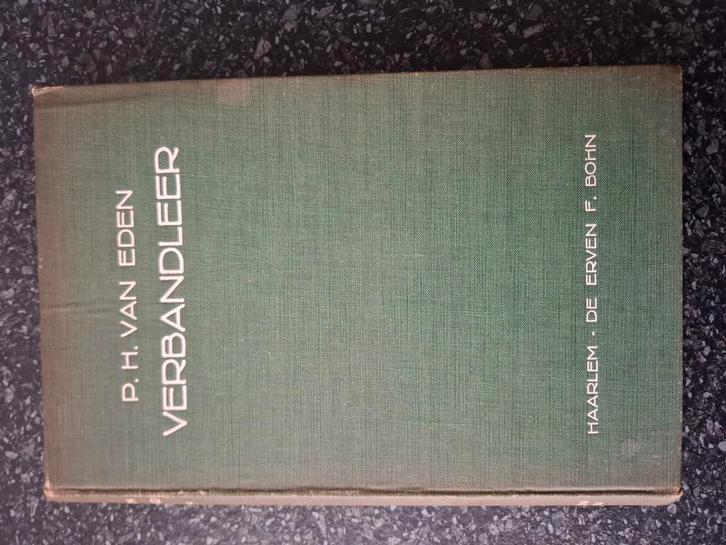 P. H. VAN EDEN
VERBANDLEER
HAARLEM · DE ERVEN F. BOHN